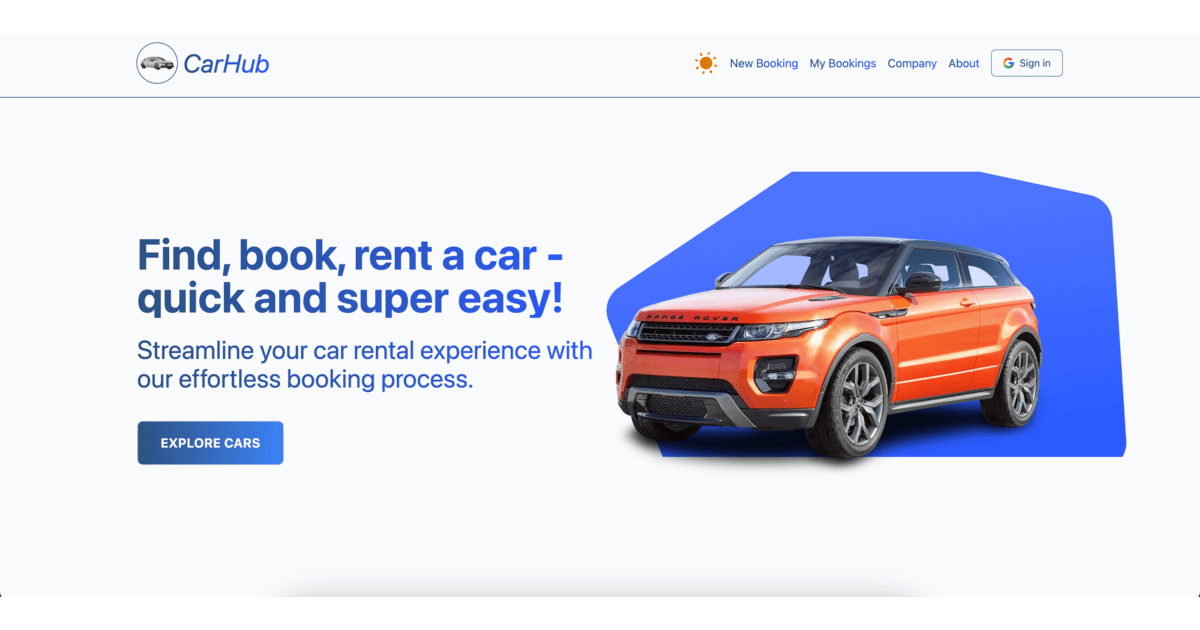 CarHub
New Booking
My Bookings
Company
About
Sign in
Find, book, rent a car -
quick and super easy!
Streamline your car rental experience with
our effortless booking process.
EXPLORE CARS
RANGE ROVER